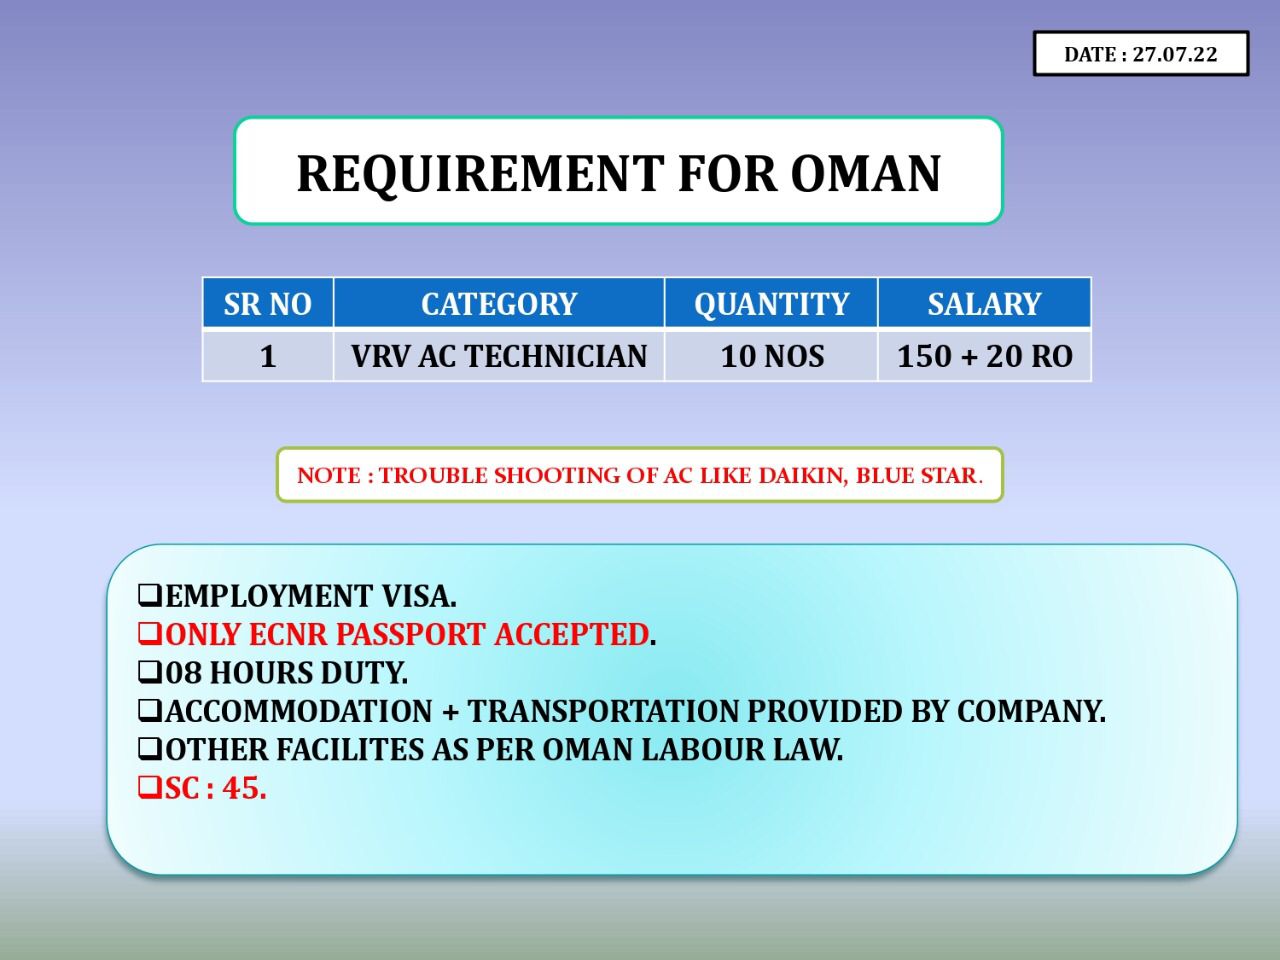 DATE : 27.07.22
REQUIREMENT FOR OMAN
SR NO CATEGORY QUANTITY SALARY
1 VRV AC TECHNICIAN 10 NOS 150 + 20 RO
NOTE : TROUBLE SHOOTING OF AC LIKE DAIKIN, BLUE STAR.
❑EMPLOYMENT VISA.
❑ONLY ECNR PASSPORT ACCEPTED.
❑08 HOURS DUTY.
❑ACCOMMODATION + TRANSPORTATION PROVIDED BY COMPANY.
❑OTHER FACILITES AS PER OMAN LABOUR LAW.
❑SC : 45.